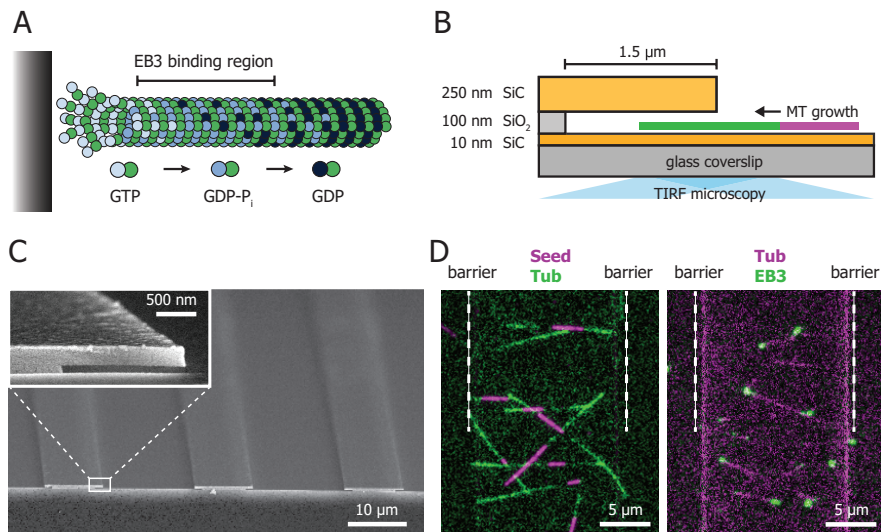 A
EB3 binding region
GTP
GDP-Pi
GDP
B
1.5 µm
250 nm SiC
100 nm SiO2
10 nm SiC
MT growth
glass coverslip
TIRF microscopy
C
500 nm
10 µm
D
Seed
Tub
barrier
barrier
5 µm
Tub
EB3
barrier
barrier
5 µm